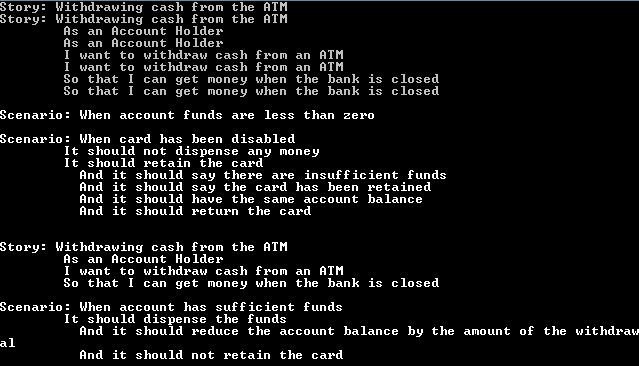 Story: Withdrawing cash from the ATM
Story: Withdrawing cash from the ATM
As an Account Holder
As an Account Holder
I want to withdraw cash from an ATM
I want to withdraw cash from an ATM
So that I can get money when the bank is closed
So that I can get money when the bank is closed
Scenario: When account funds are less than zero
Scenario: When card has been disabled
It should not dispense any money
It should retain the card
And it should say there are insufficient funds
And it should say the card has been retained
And it should have the same account balance
And it should return the card
Story: Withdrawing cash from the ATM
As an Account Holder
I want to withdraw cash from an ATM
So that I can get money when the bank is closed
Scenario: When account has sufficient funds
It should dispense the funds
And it should reduce the account balance by the amount of the withdraw
al
And it should not retain the card